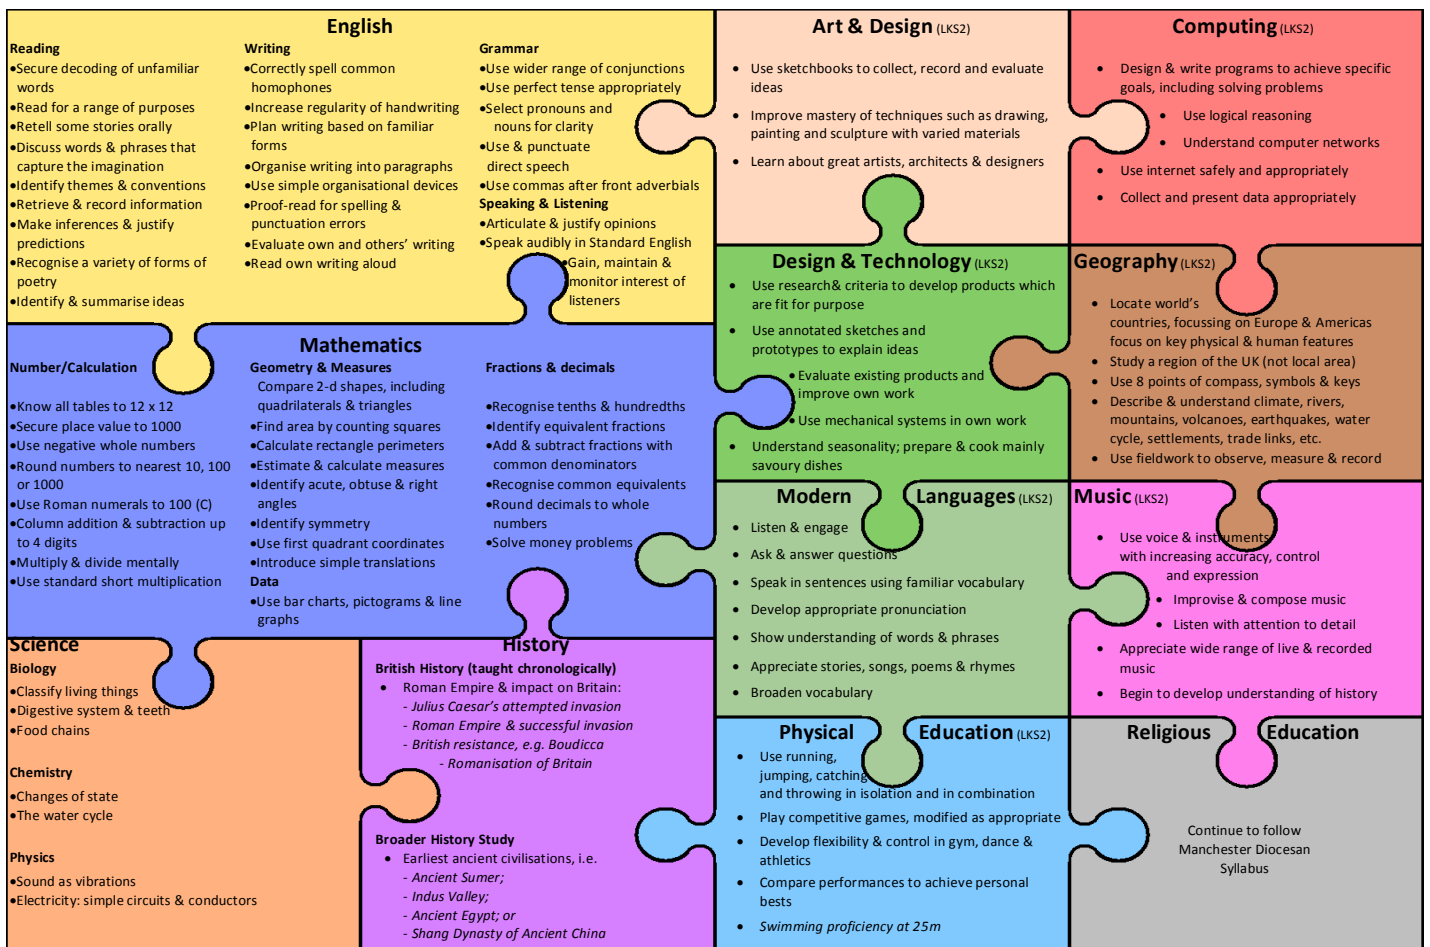 English
Reading
•Secure decoding of unfamiliar
words
•Read for a range of purposes
•Retell some stories orally
•Discuss words & phrases that
capture the imagination
•Identify themes & conventions
•Retrieve & record information
•Make inferences & justify
predictions
•Recognise a variety of forms of
poetry
•Identify & summarise ideas
Writing
•Correctly spell common
homophones
•Increase regularity of handwriting
•Plan writing based on familiar
forms
•Organise writing into paragraphs
•Use simple organisational devices
•Proof-read for spelling &
punctuation errors
•Evaluate own and others’ writing
•Read own writing aloud
Grammar
•Use wider range of conjunctions
•Use perfect tense appropriately
•Select pronouns and
nouns for clarity
•Use & punctuate
direct speech
•Use commas after front adverbials
Speaking & Listening
•Articulate & justify opinions
•Speak audibly in Standard English
•Gain, maintain &
monitor interest of
listeners
Art & Design (LKS2)
• Use sketchbooks to collect, record and evaluate
ideas
• Improve mastery of techniques such as drawing,
painting and sculpture with varied materials
• Learn about great artists, architects & designers
Computing (LKS2)
• Design & write programs to achieve specific
goals, including solving problems
• Use logical reasoning
• Understand computer networks
• Use internet safely and appropriately
• Collect and present data appropriately
Design & Technology (LKS2)
• Use research& criteria to develop products which
are fit for purpose
• Use annotated sketches and
prototypes to explain ideas
•Evaluate existing products and
improve own work
•Use mechanical systems in own work
• Understand seasonality; prepare & cook mainly
savoury dishes
Geography (LKS2)
• Locate world’s
countries, focussing on Europe & Americas
focus on key physical & human features
• Study a region of the UK (not local area)
• Use 8 points of compass, symbols & keys
• Describe & understand climate, rivers,
mountains, volcanoes, earthquakes, water
cycle, settlements, trade links, etc.
• Use fieldwork to observe, measure & record
Mathematics
Number/Calculation
•Know all tables to 12 x 12
•Secure place value to 1000
•Use negative whole numbers
•Round numbers to nearest 10, 100
or 1000
•Use Roman numerals to 100 (C)
•Column addition & subtraction up
to 4 digits
•Multiply & divide mentally
•Use standard short multiplication
Geometry & Measures
Compare 2-d shapes, including
quadrilaterals & triangles
•Find area by counting squares
•Calculate rectangle perimeters
•Estimate & calculate measures
•Identify acute, obtuse & right
angles
•Identify symmetry
•Use first quadrant coordinates
•Introduce simple translations
Data
•Use bar charts, pictograms & line
graphs
Fractions & decimals
•Recognise tenths & hundredths
•Identify equivalent fractions
•Add & subtract fractions with
common denominators
•Recognise common equivalents
•Round decimals to whole
numbers
•Solve money problems
Modern Languages (LKS2)
• Listen & engage
• Ask & answer questions
• Speak in sentences using familiar vocabulary
• Develop appropriate pronunciation
• Show understanding of words & phrases
• Appreciate stories, songs, poems & rhymes
• Broaden vocabulary
Music (LKS2)
• Use voice & instruments
with increasing accuracy, control
and expression
• Improvise & compose music
• Listen with attention to detail
• Appreciate wide range of live & recorded
music
• Begin to develop understanding of history
Science
Biology
•Classify living things
•Digestive system & teeth
•Food chains
Chemistry
•Changes of state
•The water cycle
Physics
•Sound as vibrations
•Electricity: simple circuits & conductors
History
British History (taught chronologically)
• Roman Empire & impact on Britain:
- Julius Caesar’s attempted invasion
- Roman Empire & successful invasion
- British resistance, e.g. Boudicca
- Romanisation of Britain
Broader History Study
• Earliest ancient civilisations, i.e.
- Ancient Sumer;
- Indus Valley;
- Ancient Egypt; or
- Shang Dynasty of Ancient China
Physical Education (LKS2)
• Use running,
jumping, catching
and throwing in isolation and in combination
• Play competitive games, modified as appropriate
• Develop flexibility & control in gym, dance &
athletics
• Compare performances to achieve personal
bests
• Swimming proficiency at 25m
Religious Education
Continue to follow
Manchester Diocesan
Syllabus